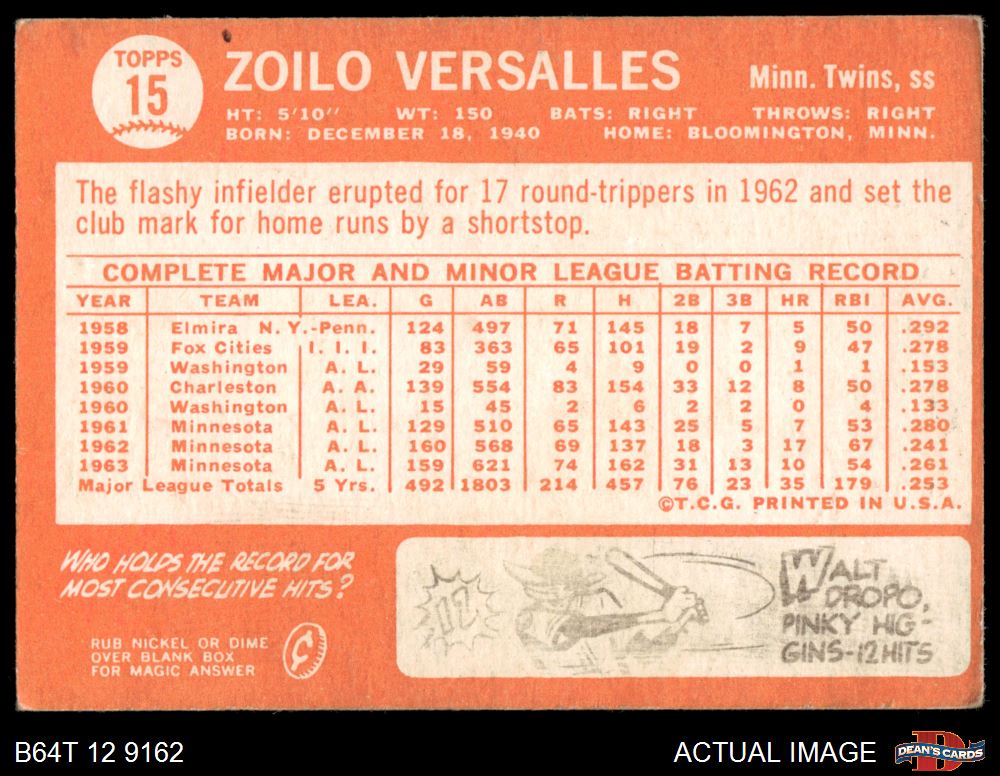 TOPPS
15
ZOILO VERSALLES
Minn. Twins, ss
HT: 5'10" WT: 150 BATS: RIGHT THROWS: RIGHT
BORN: DECEMBER 18, 1940 HOME: BLOOMINGTON, MINN.
The flashy infielder erupted for 17 round-trippers in 1962 and set the
club mark for home runs by a shortstop.
COMPLETE MAJOR AND MINOR LEAGUE BATTING RECORD
YEAR TEAM LEA. G AB R H 2B 3B HR RBI AVG.
1958 Elmira N. Y.-Penn. 124 497 71 145 18 7 5 50 .292
1959 Fox Cities I. I. I. 83 363 65 101 19 2 9 47 .278
1959 Washington A. L. 29 59 4 9 0 0 1 1 .153
1960 Charleston A. A. 139 554 83 154 33 12 8 50 .278
1960 Washington A. L. 15 45 2 6 2 2 0 4 .133
1961 Minnesota A. L. 129 510 65 143 25 5 7 53 .280
1962 Minnesota A. L. 160 568 69 137 18 3 17 67 .241
1963 Minnesota A. L. 159 621 74 162 31 13 10 54 .261
Major League Totals 5 Yrs. 492 1803 214 457 76 23 35 179 .253
©T.C.G. PRINTED IN U.S.A.
WHO HOLDS THE RECORD FOR
MOST CONSECUTIVE HITS?
RUB NICKEL OR DIME
OVER BLANK BOX
FOR MAGIC ANSWER
¢
12
WALT
DROPO,
PINKY HIG-
GINS-12 HITS
B64T 12 9162
ACTUAL IMAGE
DEAN'S CARDS